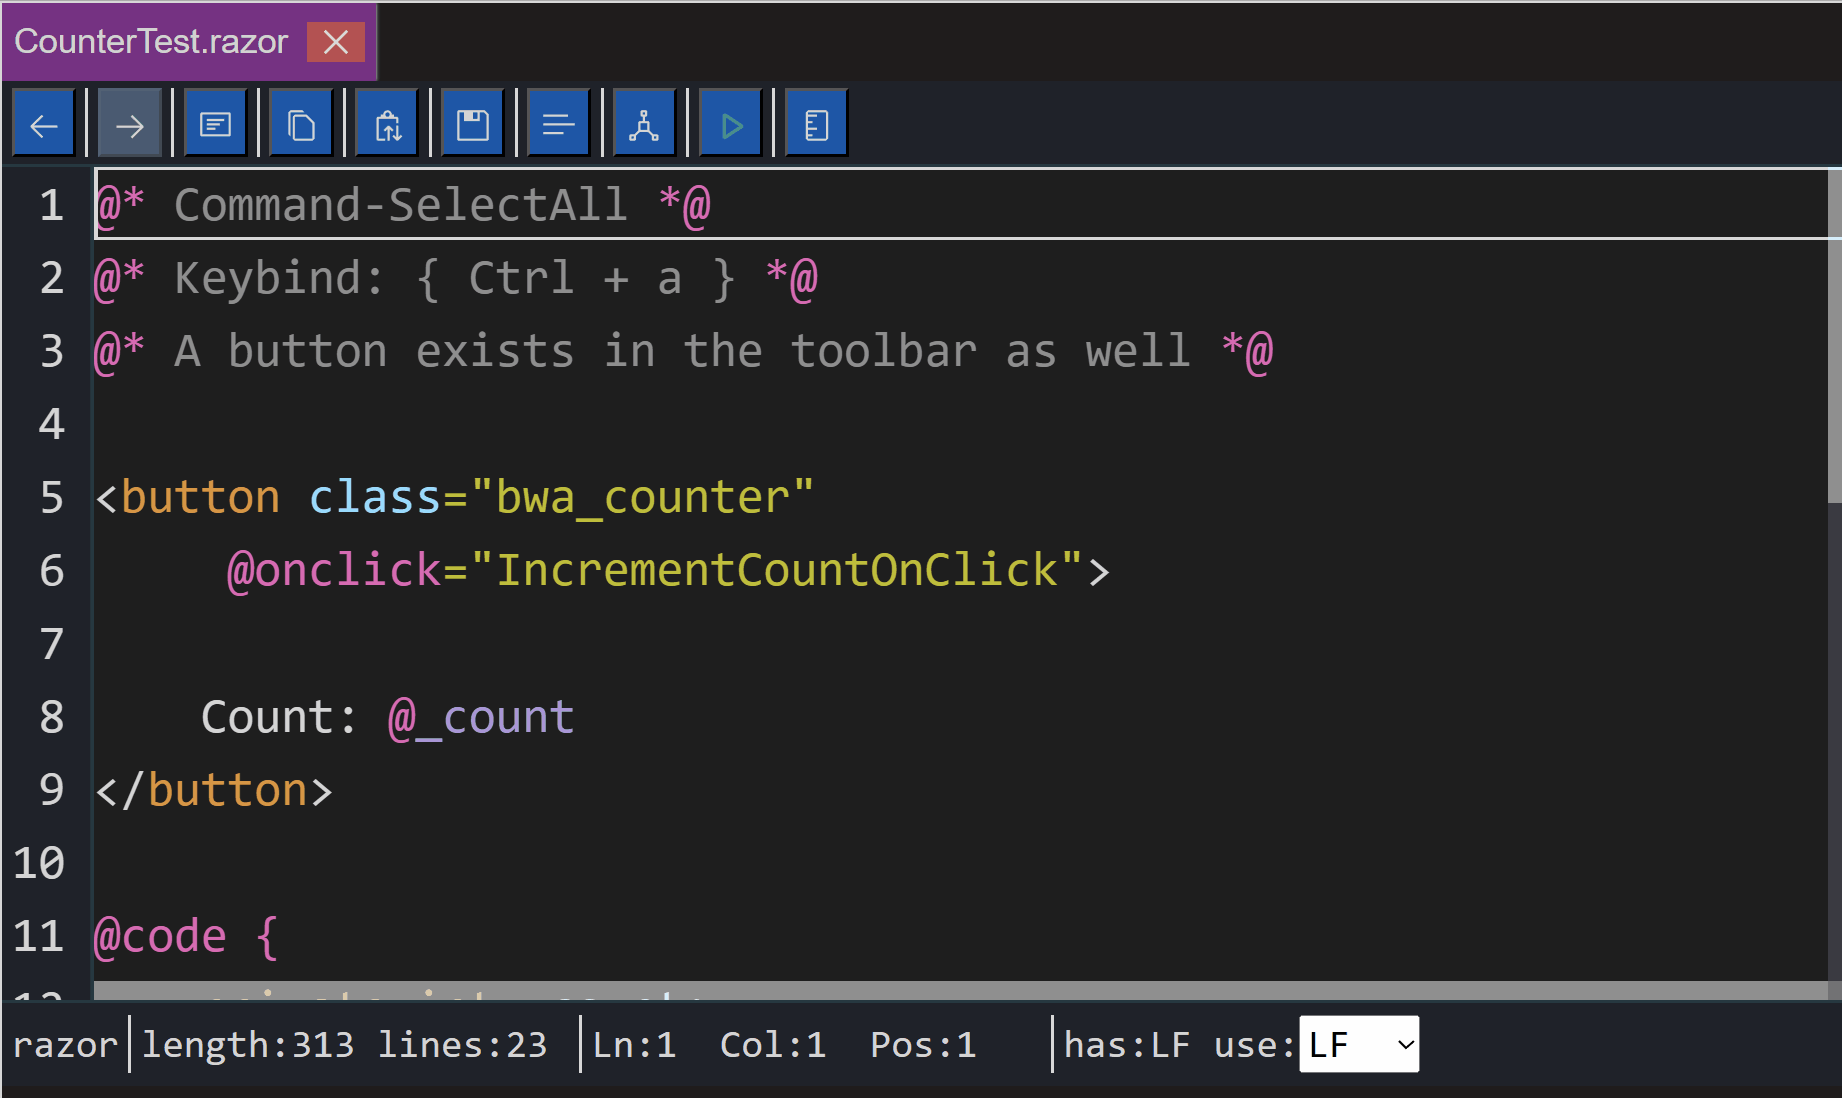 CounterTest.razor
1 @* Command-SelectAll *@
2 @* Keybind: { Ctrl + a } *@
3 @* A button exists in the toolbar as well *@
4
5 <button class="bwa_counter"
6 @onclick="IncrementCountOnClick">
7
8 Count: @_count
9 </button>
10
11 @code {
razor length:313 lines:23 Ln:1 Col:1 Pos:1 has:LF use: LF